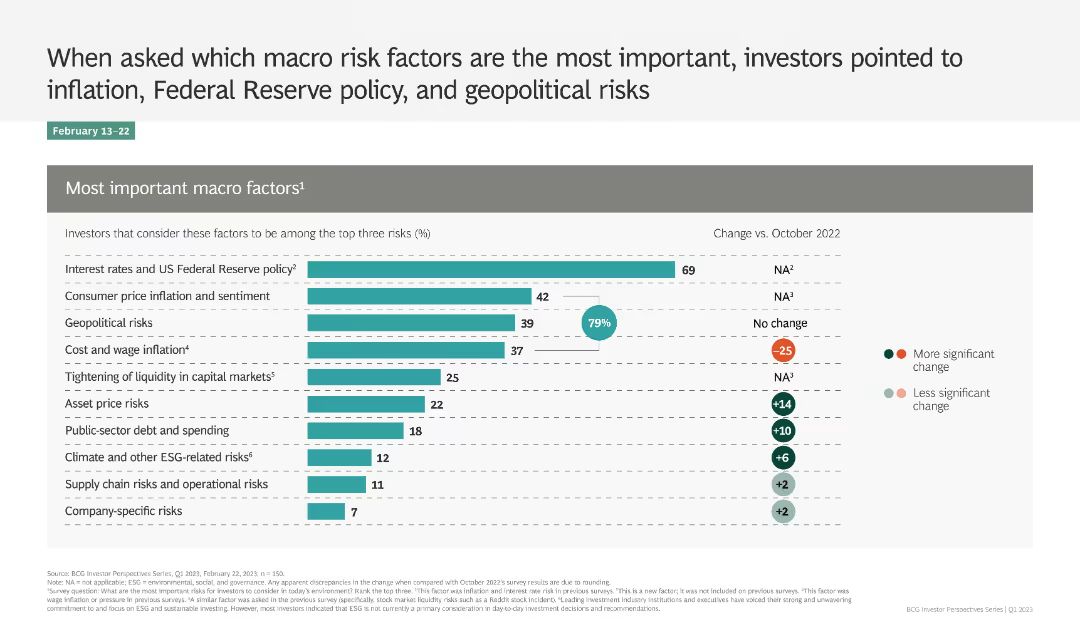 When asked which macro risk factors are the most important, investors pointed to
inflation, Federal Reserve policy, and geopolitical risks
February 13–22
Most important macro factors¹
Investors that consider these factors to be among the top three risks (%)
Change vs. October 2022
Interest rates and US Federal Reserve policy² 69 NA²
Consumer price inflation and sentiment 42 NA³
Geopolitical risks 39 79% No change
Cost and wage inflation⁴ 37 –25
Tightening of liquidity in capital markets⁵ 25 NA³
Asset price risks 22 +14
Public-sector debt and spending 18 +10
Climate and other ESG-related risks⁶ 12 +6
Supply chain risks and operational risks 11 +2
Company-specific risks 7 +2
More significant
change
Less significant
change
Source: BCG Investor Perspectives Series, Q1 2023, February 22, 2023; n = 150.
Note: NA = not applicable; ESG = environmental, social, and governance. Any apparent discrepancies in the change when compared with October 2022's survey results are due to rounding.
¹Survey question: What are the most important risks for investors to consider in today's environment? Rank the top three. ²This factor was inflation and interest rate risk in previous surveys. ³This is a new factor; it was not included on previous surveys. ⁴This factor was
wage inflation or pressure in previous surveys. ⁵A similar factor was asked in the previous survey (specifically, stock market liquidity risks such as a Reddit stock incident). ⁶Leading investment industry institutions and executives have voiced their strong and unwavering
commitment to and focus on ESG and sustainable investing. However, most investors indicated that ESG is not currently a primary consideration in day-to-day investment decisions and recommendations.
BCG Investor Perspectives Series | Q1 2023